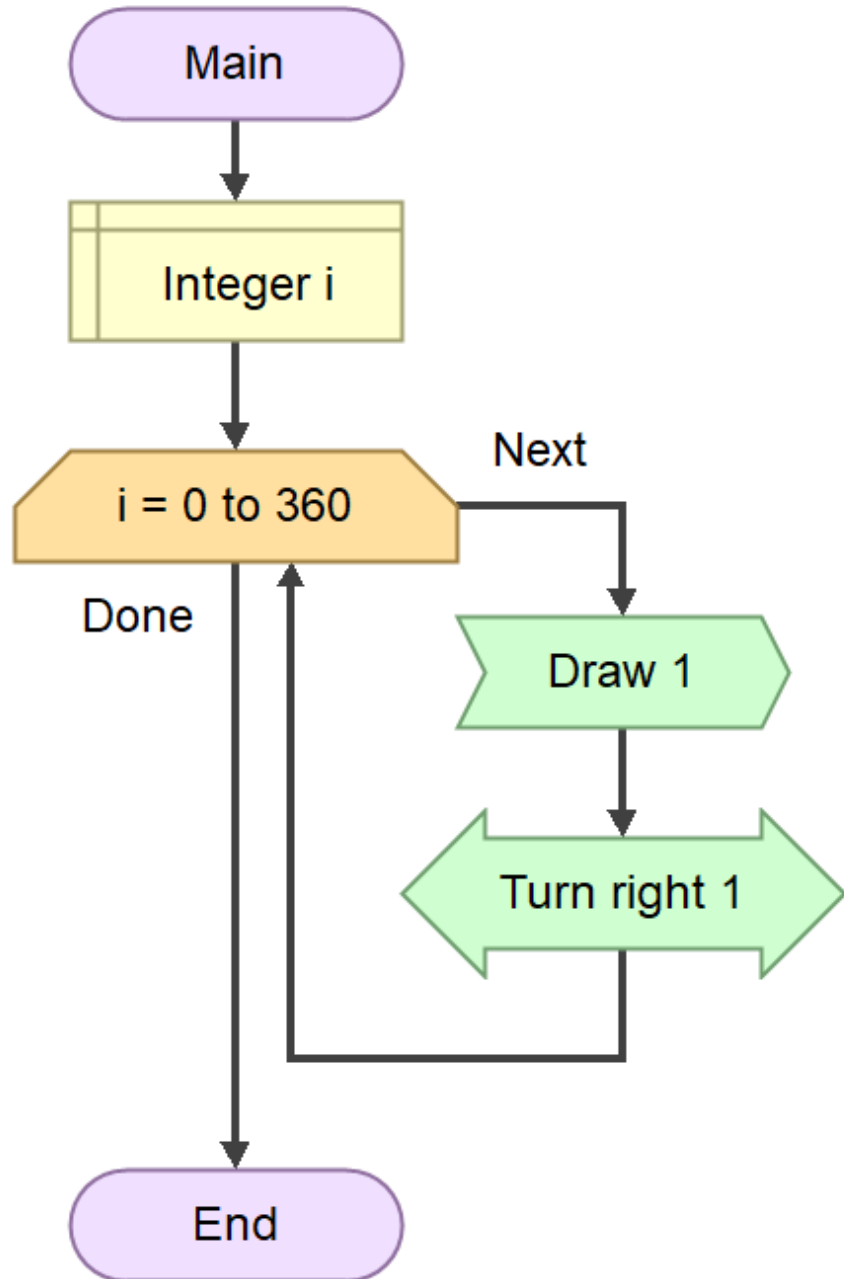 Main
Integer i
i = 0 to 360
Next
Done
Draw 1
Turn right 1
End